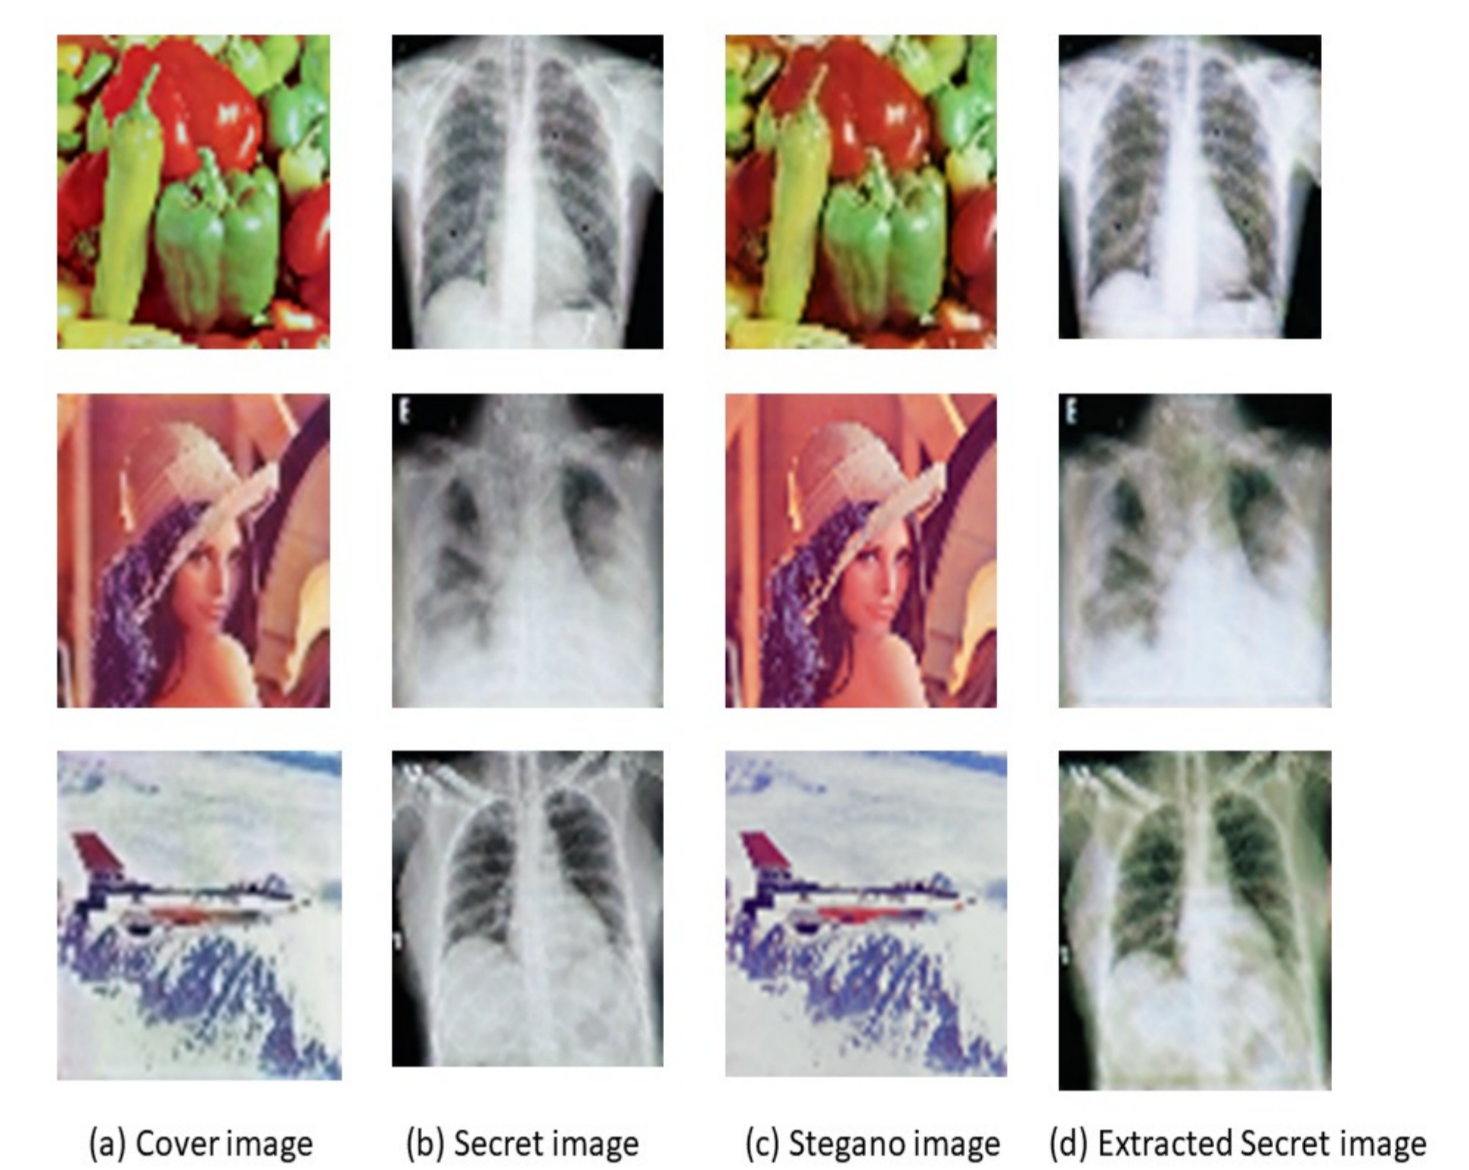 E
E
(a) Cover image
(b) Secret image
(c) Stegano image
(d) Extracted Secret image